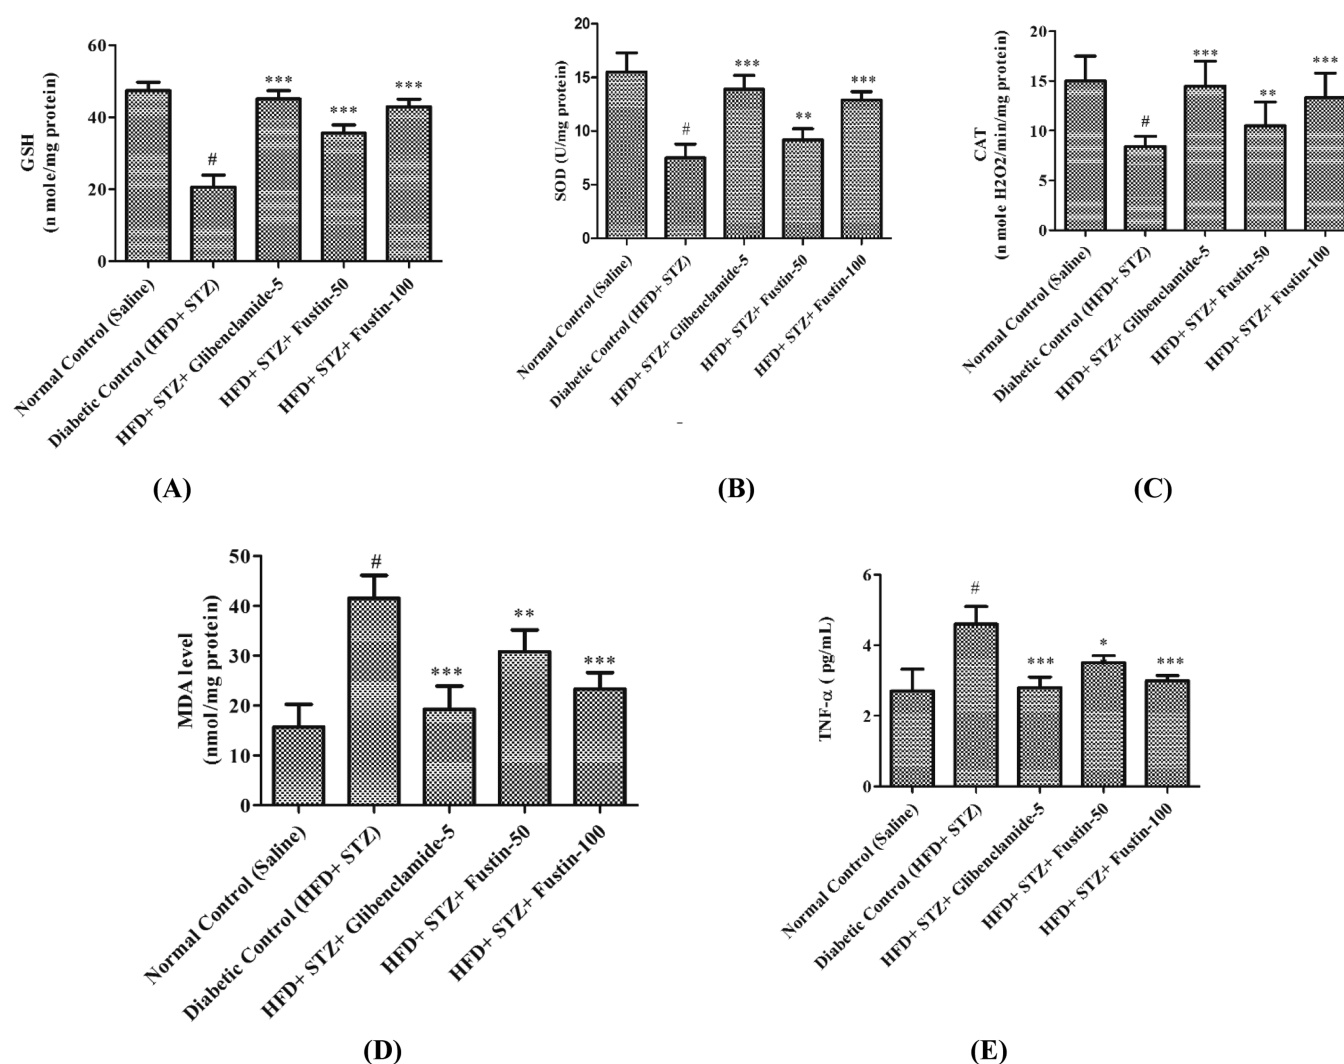 GSH
(n mole/mg protein)
60
40
20
0
#
***
***
***
Normal Control (Saline)
Diabetic Control (HFD+ STZ)
HFD+ STZ+ Glibenclamide-5
HFD+ STZ+ Fustin-50
HFD+ STZ+ Fustin-100
(A)
SOD (U/mg protein)
20
15
10
5
0
#
***
**
***
Normal Control (Saline)
Diabetic Control (HFD+ STZ)
HFD+ STZ+ Glibenclamide-5
HFD+ STZ+ Fustin-50
HFD+ STZ+ Fustin-100
(B)
CAT
(n mole H2O2/min/mg protein)
20
15
10
5
0
#
***
**
***
Normal Control (Saline)
Diabetic Control (HFD+ STZ)
HFD+ STZ+ Glibenclamide-5
HFD+ STZ+ Fustin-50
HFD+ STZ+ Fustin-100
(C)
MDA level
(nmol/mg protein)
50
40
30
20
10
0
#
***
**
***
Normal Control (Saline)
Diabetic Control (HFD+ STZ)
HFD+ STZ+ Glibenclamide-5
HFD+ STZ+ Fustin-50
HFD+ STZ+ Fustin-100
(D)
TNF-α ( pg/mL)
6
4
2
0
#
***
*
***
Normal Control (Saline)
Diabetic Control (HFD+ STZ)
HFD+ STZ+ Glibenclamide-5
HFD+ STZ+ Fustin-50
HFD+ STZ+ Fustin-100
(E)